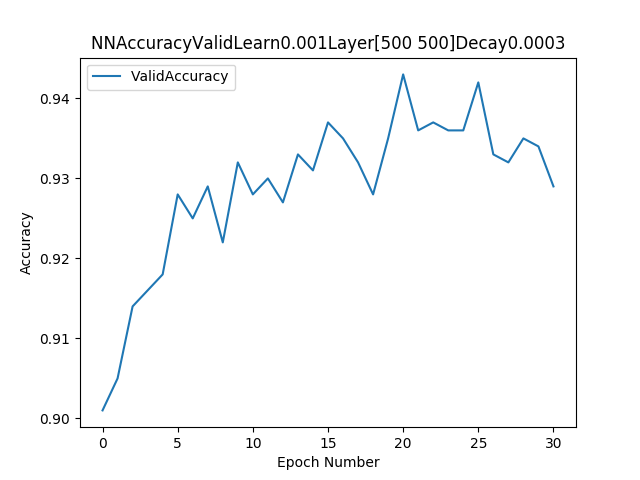 NNAccuracyValidLearn0.001Layer[500 500]Decay0.0003
ValidAccuracy
0.94
0.93
0.92
0.91
0.90
Accuracy
0 5 10 15 20 25 30
Epoch Number